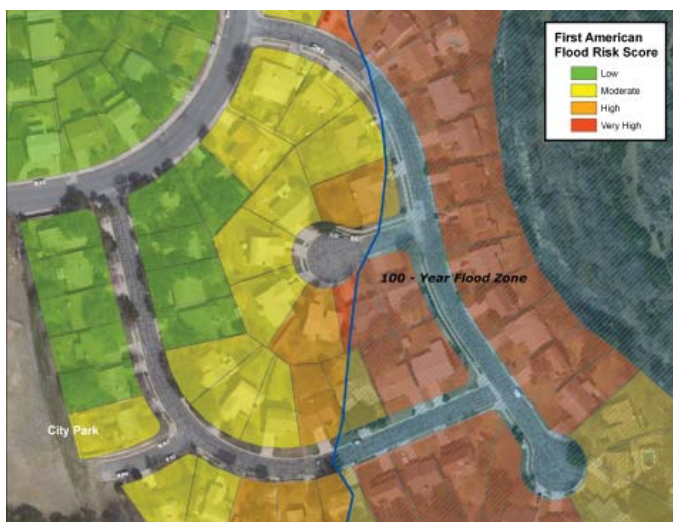 First American
Flood Risk Score
Low
Moderate
High
Very High
100 - Year Flood Zone
City Park